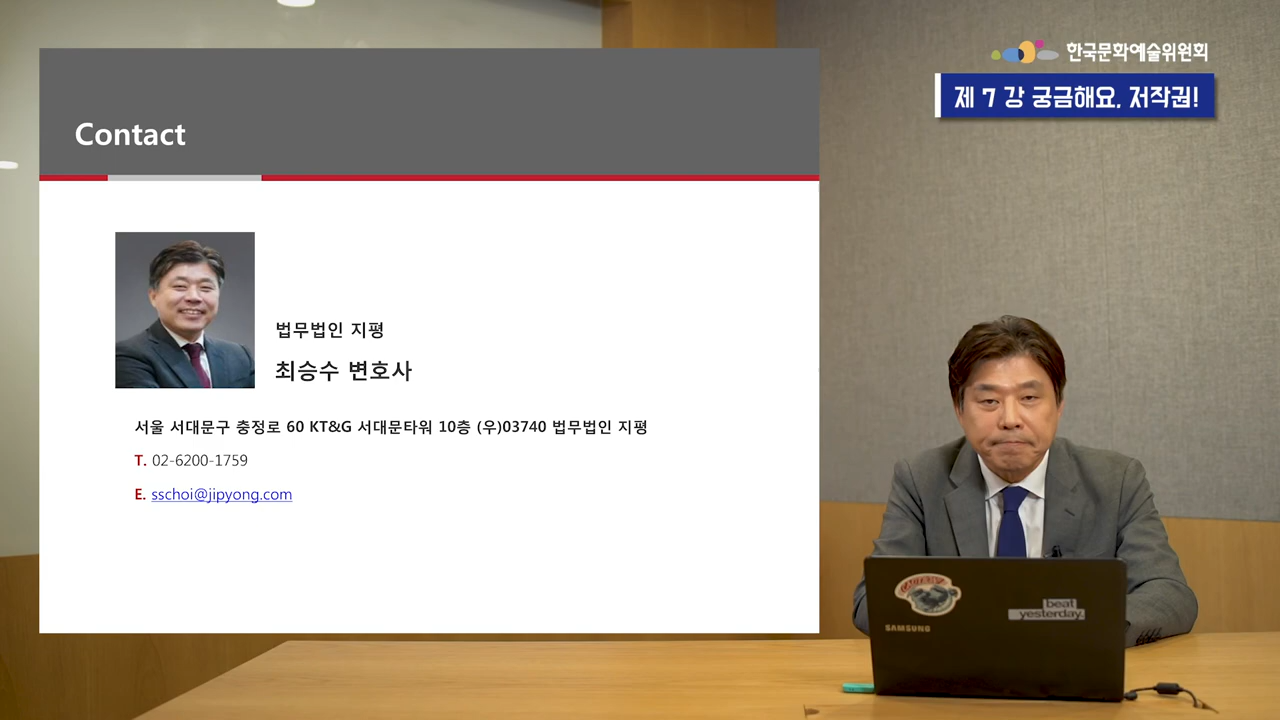 한국문화예술위원회
제 7 강 궁금해요, 저작권!
Contact
법무법인 지평
최승수 변호사
서울 서대문구 충정로 60 KT&G 서대문타워 10층 (우)03740 법무법인 지평
T. 02-6200-1759
E. sschoi@jipyong.com
CAUTION
beat
yesterday.
SAMSUNG